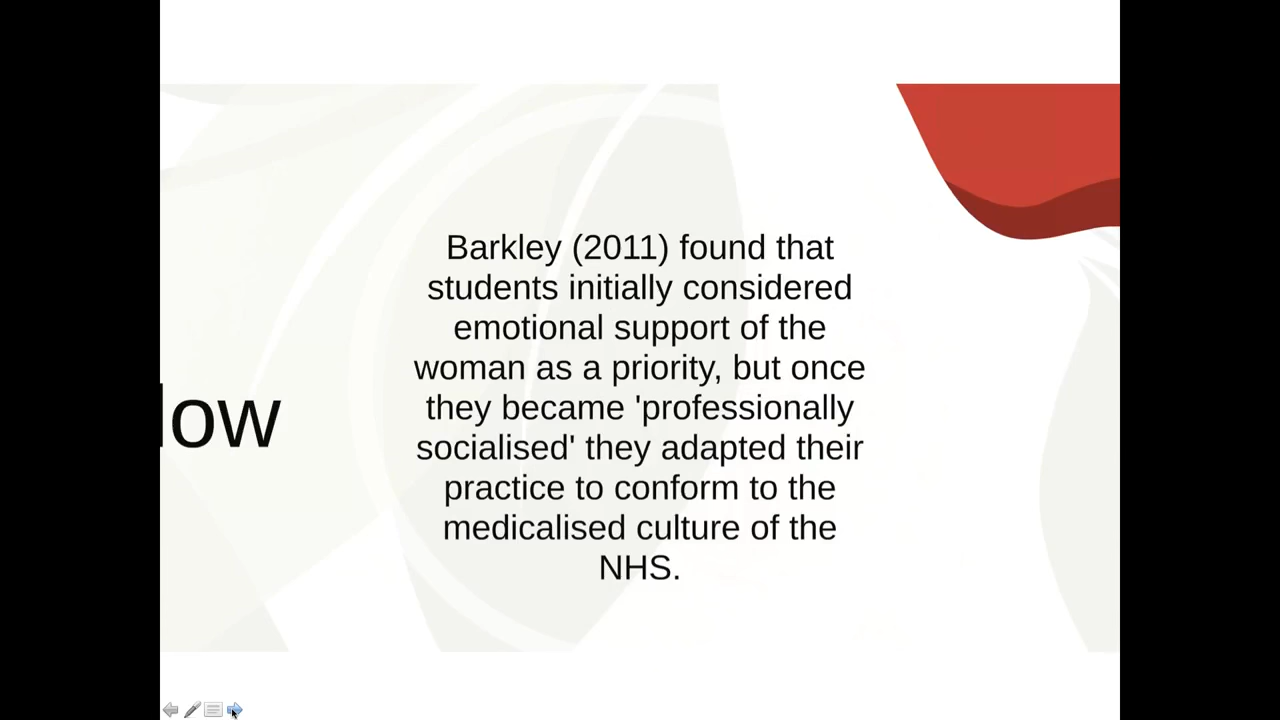 Barkley (2011) found that
students initially considered
emotional support of the
woman as a priority, but once
they became 'professionally
socialised' they adapted their
practice to conform to the
medicalised culture of the
NHS.